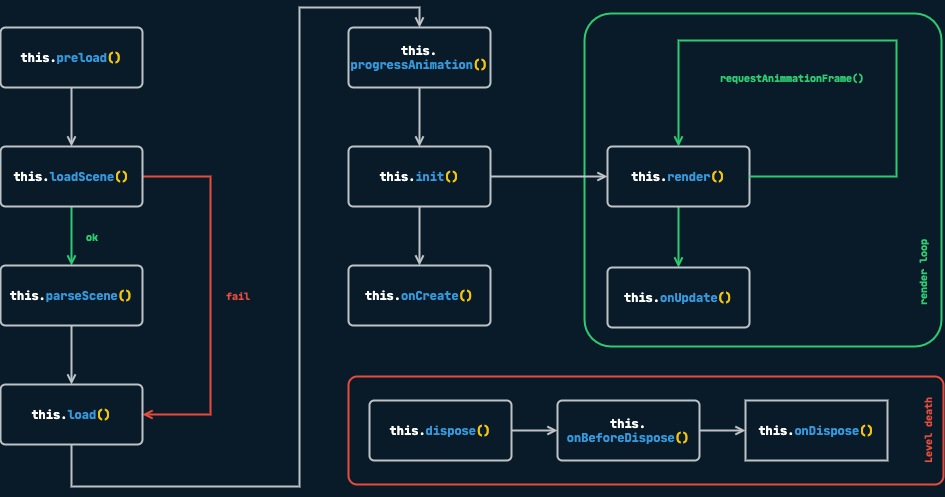 this.preload()
this.loadScene()
ok
this.parseScene()
fail
this.load()
this.
progressAnimation()
this.init()
this.onCreate()
requestAnimmationFrame()
this.render()
this.onUpdate()
render loop
this.dispose()
this.
onBeforeDispose()
this.onDispose()
Level death